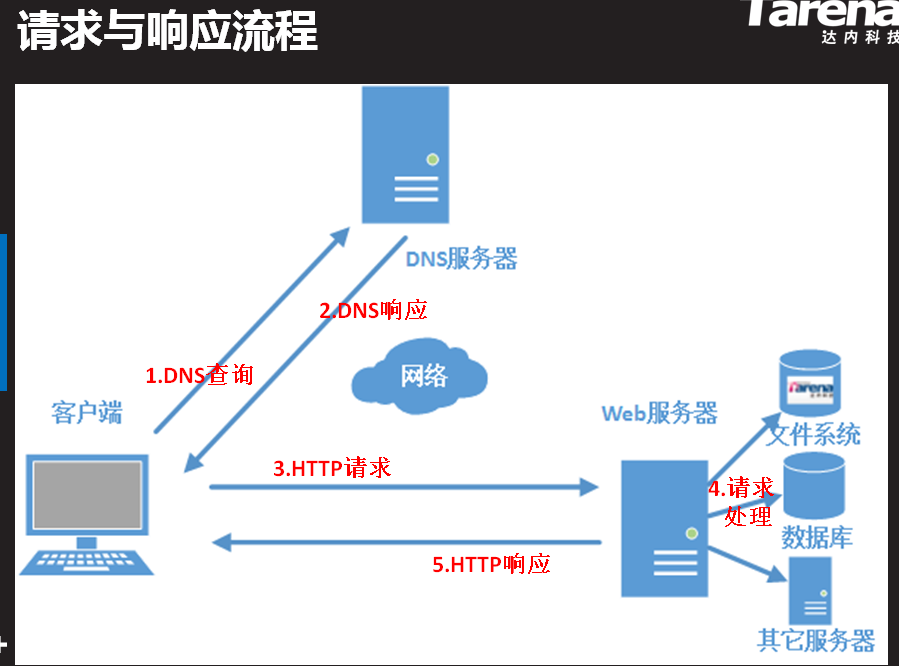 请求与响应流程
Tarena
达内科技
DNS服务器
2.DNS响应
1.DNS查询
网络
客户端
Web服务器
Tarena
文件系统
3.HTTP请求
4.请求
处理
数据库
5.HTTP响应
其它服务器